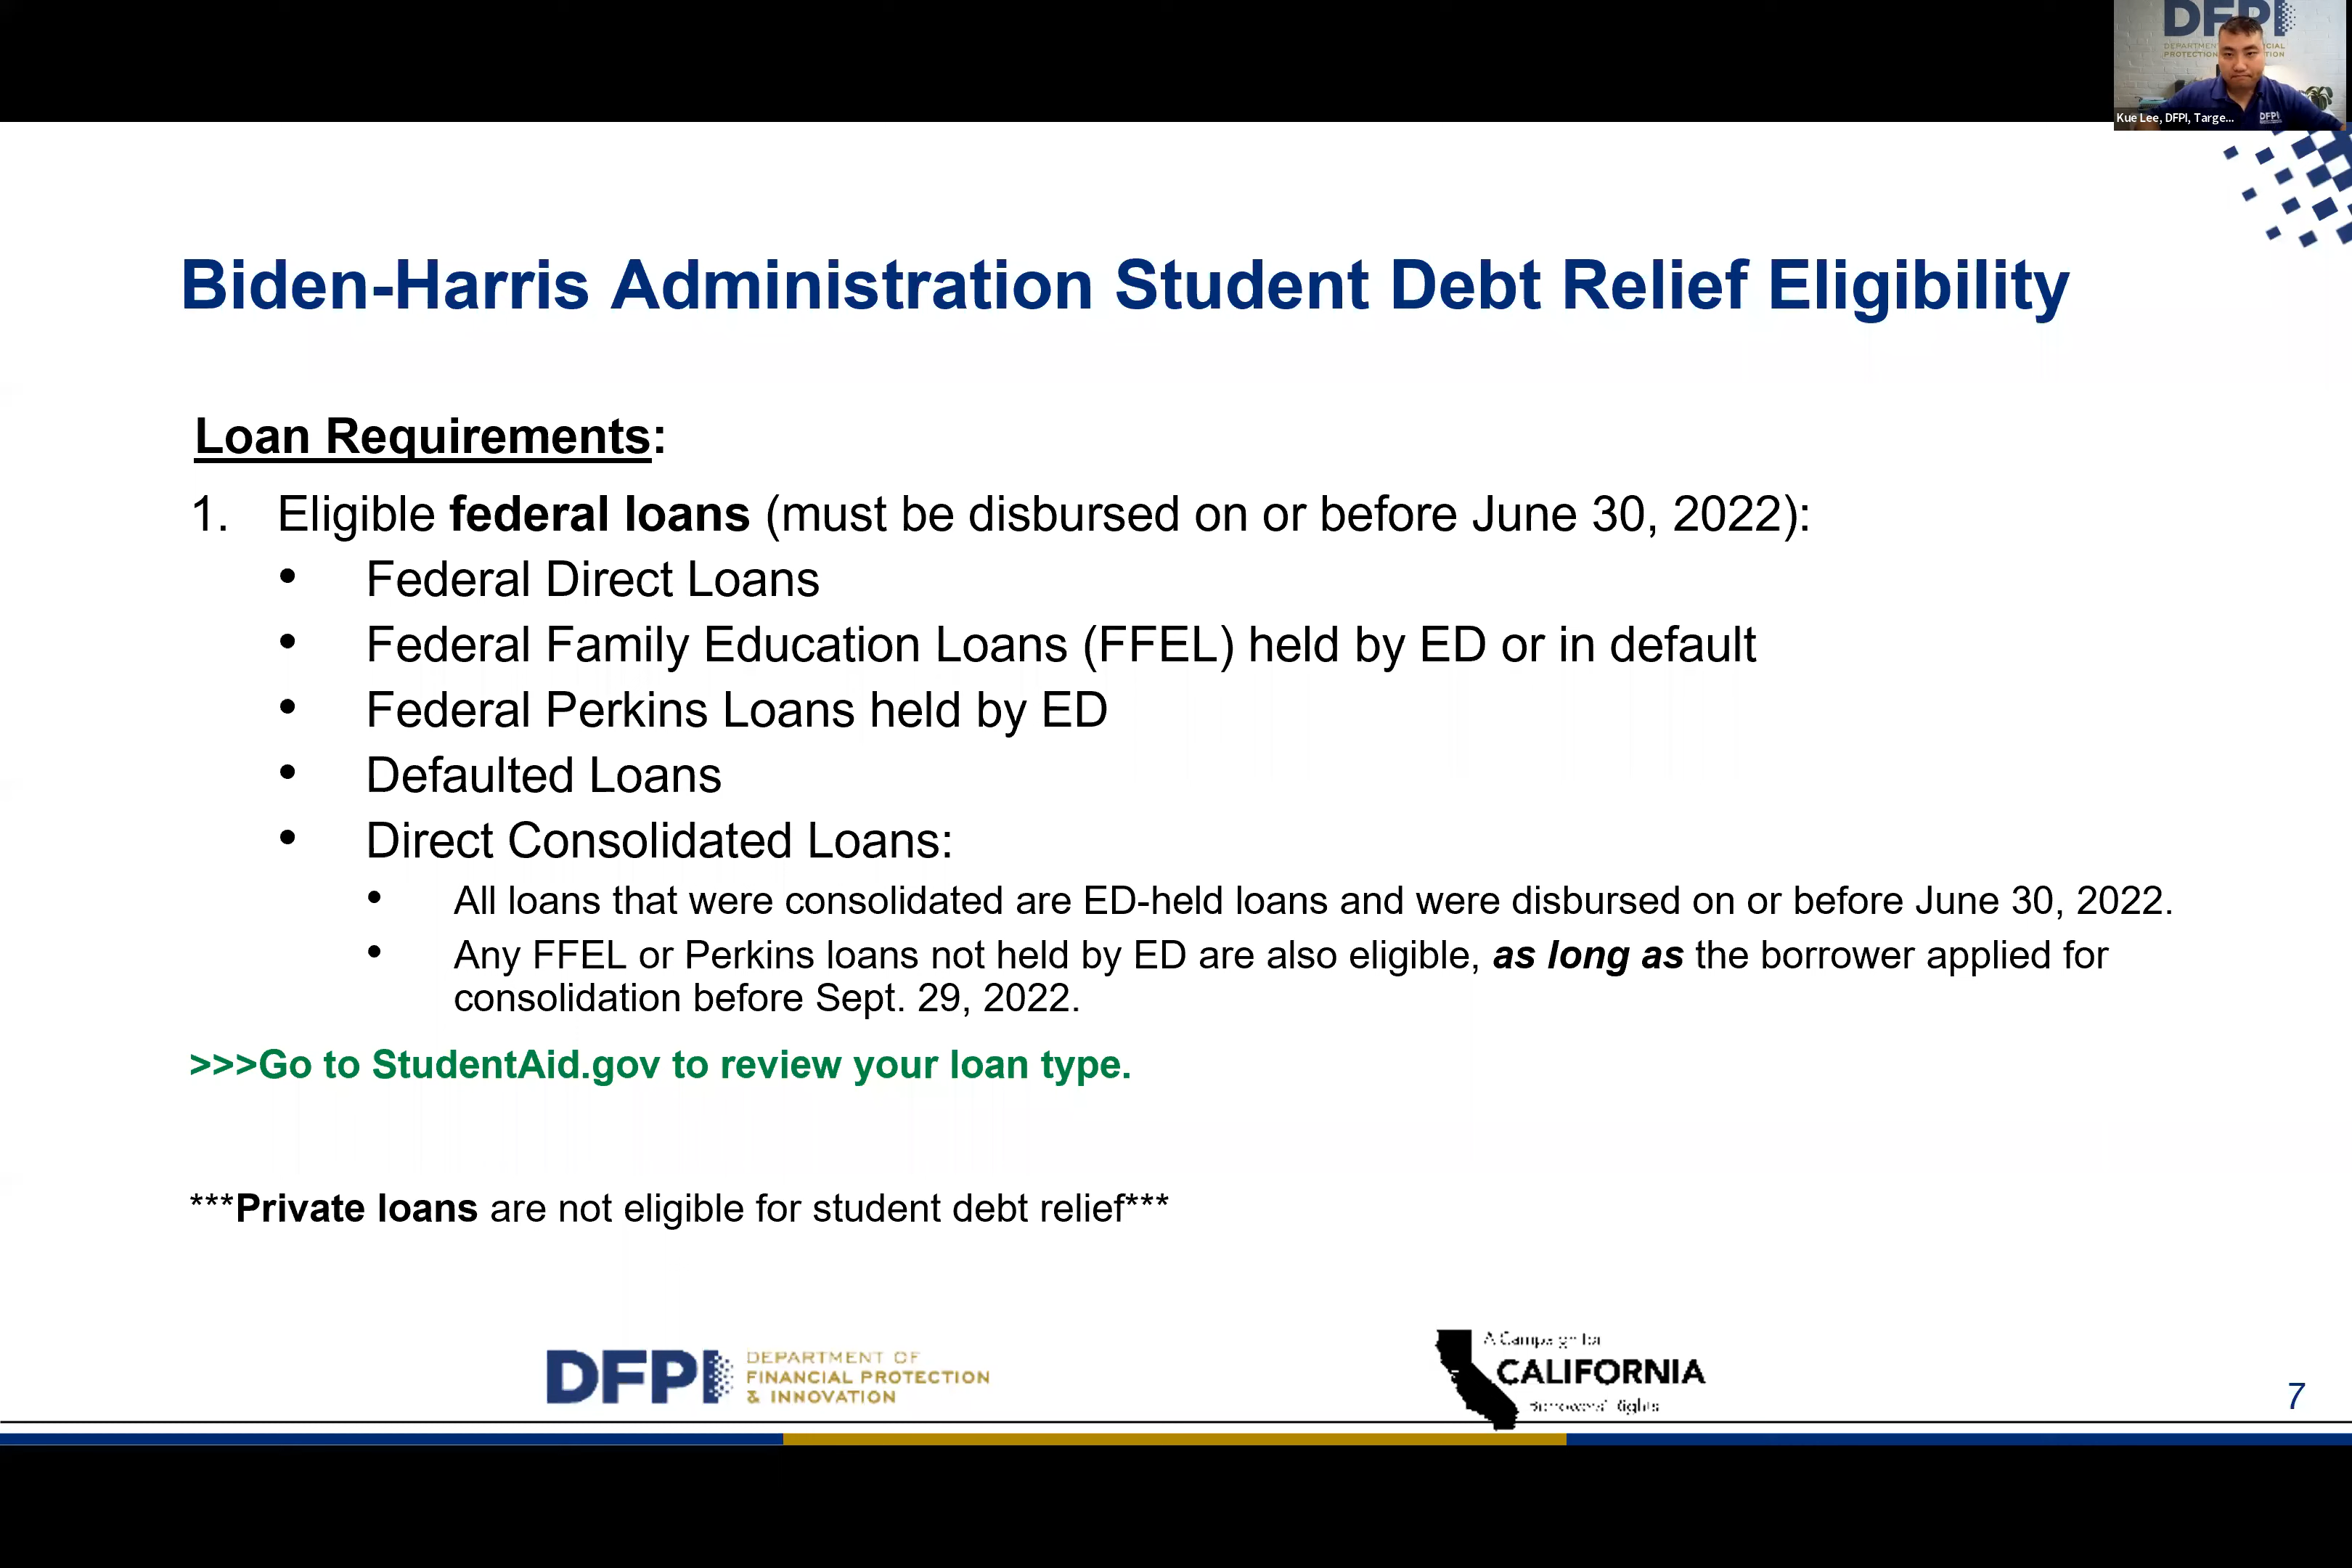 DFPI
Kue Lee, DFPI, Targe...
DFPI
Biden-Harris Administration Student Debt Relief Eligibility
Loan Requirements:
1. Eligible federal loans (must be disbursed on or before June 30, 2022):
• Federal Direct Loans
• Federal Family Education Loans (FFEL) held by ED or in default
• Federal Perkins Loans held by ED
• Defaulted Loans
• Direct Consolidated Loans:
• All loans that were consolidated are ED-held loans and were disbursed on or before June 30, 2022.
• Any FFEL or Perkins loans not held by ED are also eligible, as long as the borrower applied for
consolidation before Sept. 29, 2022.
>>>Go to StudentAid.gov to review your loan type.
***Private loans are not eligible for student debt relief***
DFPI
DEPARTMENT OF
FINANCIAL PROTECTION
& INNOVATION
A Campaign for
CALIFORNIA
Borrowers' Rights
7